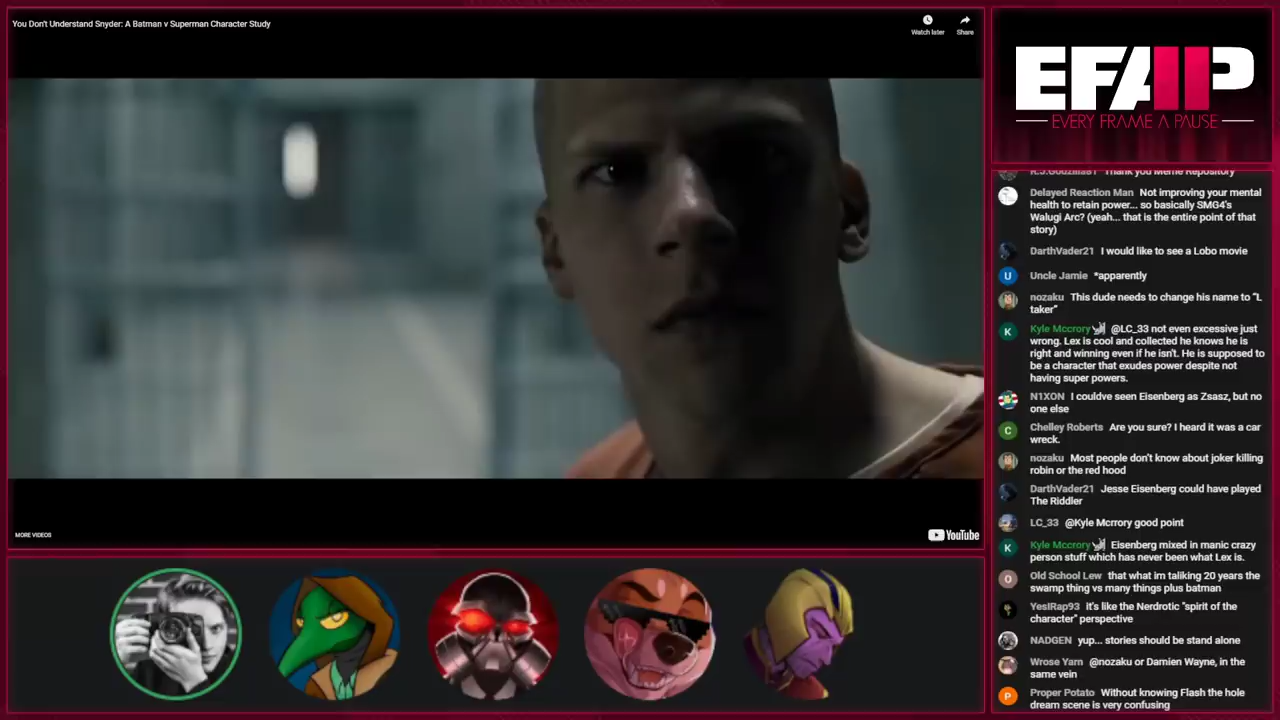 You Don't Understand Snyder: A Batman v Superman Character Study
Watch later
Share
MORE VIDEOS
YouTube
EFAP
EVERY FRAME A PAUSE
R.J.Godzilla81 Thank you Meme Repository
Delayed Reaction Man Not improving your mental
health to retain power... so basically SMG4's
Walugi Arc? (yeah... that is the entire point of that
story)
DarthVader21 I would like to see a Lobo movie
U
Uncle Jamie *apparently
nozaku This dude needs to change his name to "L
taker"
K
Kyle Mccrory @LC_33 not even excessive just
wrong. Lex is cool and collected he knows he is
right and winning even if he isn't. He is supposed to
be a character that exudes power despite not
having super powers.
N1XON I couldve seen Eisenberg as Zsasz, but no
one else
C
Chelley Roberts Are you sure? I heard it was a car
wreck.
nozaku Most people don't know about joker killing
robin or the red hood
DarthVader21 Jesse Eisenberg could have played
The Riddler
LC_33 @Kyle Mcrrory good point
K
Kyle Mccrory Eisenberg mixed in manic crazy
person stuff which has never been what Lex is.
O
Old School Lew that what im taliking 20 years the
swamp thing vs many things plus batman
YesIRap93 it's like the Nerdrotic "spirit of the
character" perspective
NADGEN yup... stories should be stand alone
Wrose Yarn @nozaku or Damien Wayne, in the
same vein
P
Proper Potato Without knowing Flash the hole
dream scene is very confusing